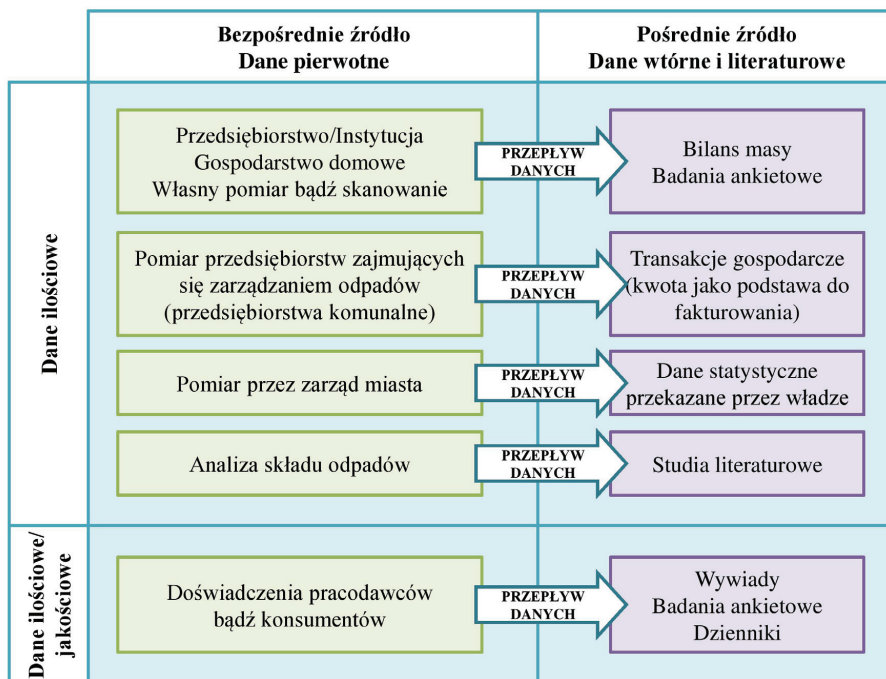 Bezpośrednie źródło
Dane pierwotne
Pośrednie źródło
Dane wtórne i literaturowe
Dane ilościowe
Przedsiębiorstwo/Instytucja
Gospodarstwo domowe
Własny pomiar bądź skanowanie
PRZEPŁYW
DANYCH
Bilans masy
Badania ankietowe
Pomiar przedsiębiorstw zajmujących
się zarządzaniem odpadów
(przedsiębiorstwa komunalne)
PRZEPŁYW
DANYCH
Transakcje gospodarcze
(kwota jako podstawa do
fakturowania)
Pomiar przez zarząd miasta
PRZEPŁYW
DANYCH
Dane statystyczne
przekazane przez władze
Analiza składu odpadów
PRZEPŁYW
DANYCH
Studia literaturowe
Dane ilościowe/
jakościowe
Doświadczenia pracodawców
bądź konsumentów
PRZEPŁYW
DANYCH
Wywiady
Badania ankietowe
Dzienniki